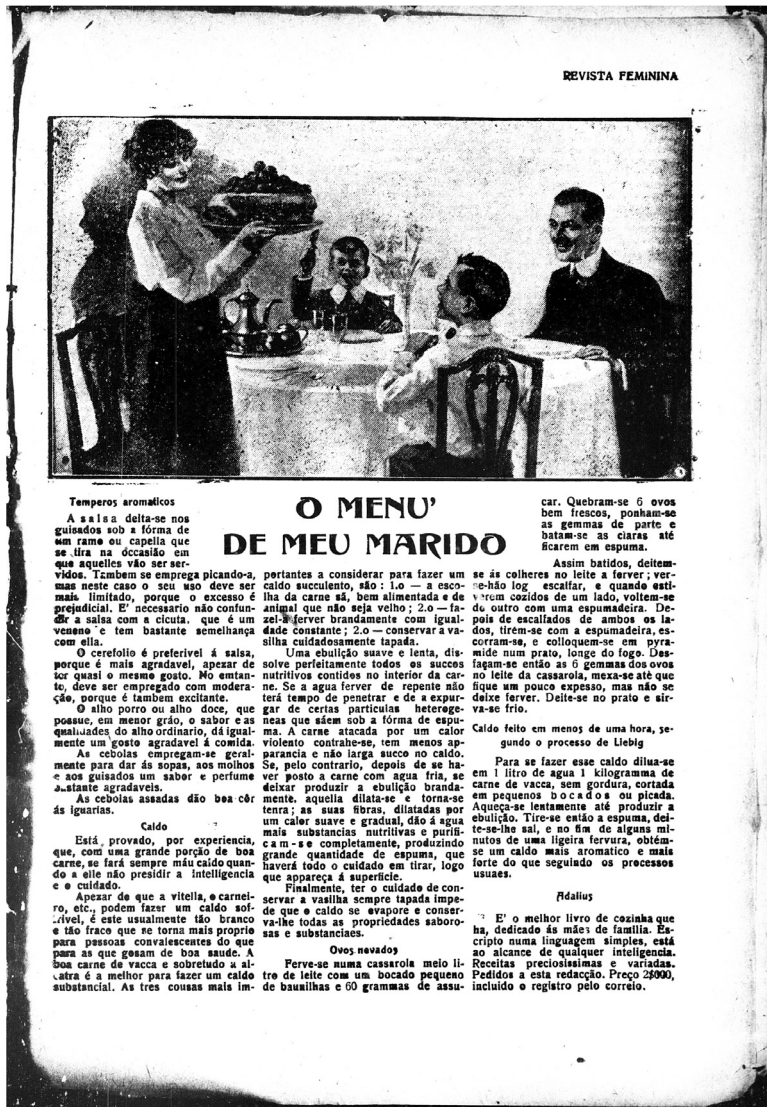 REVISTA FEMININA
O MENU'
DE MEU MARIDO
Temperos aromaticos
A salsa deita-se nos
guisados sob a fórma de
um ramo ou capella que
se tira na óccasião em
que aquelles vão ser ser-
vidos. Tambem se emprega picando-a,
mas neste caso o seu uso deve ser
mais limitado, porque o excesso é
prejudicial. E' necessario não confun-
dir a salsa com a cicuta. que é um
veneno e tem bastante semelhança
com ella.
O cerefolio é preferivel á salsa,
porque é mais agradavel, apezar de
ter quasi o mesmo gosto. No emtan-
to, deve ser empregado com modera-
ção, porque é tambem excitante.
O alho porro ou alho doce, que
possue, em menor gráo, o sabor e as
qualidades do alho ordinario, dá igual-
mente um gosto agradavel á comida.
As cebolas empregam-se geral-
mente para dar ás sopas, aos molhos
e aos guisados um sabor e perfume
bastante agradaveis.
As cebolas assadas dão boa côr
ás iguarias.
Caldo
Está, provado, por experiencia,
que, com uma grande porção de boa
carne, se fará sempre máu caldo quan-
do a elle não presidir a intelligencia
e o cuidado.
Apezar de que a vitella, o carnei-
ro, etc., podem fazer um caldo sof-
frivel, é este usualmente tão branco
e tão fraco que se torna mais proprio
para pessoas convalescentes do que
para as que gosam de boa saude. A
boa carne de vacca e sobretudo a al-
catra é a melhor para fazer um caldo
substancial. As tres cousas mais im-
portantes a considerar para fazer um
caldo succulento, são : 1.o — a esco-
lha da carne sã, bem alimentada e de
animal que não seja velho ; 2.o — fa-
zel-a ferver brandamente com igual-
dade constante ; 2.o — conservar a va-
silha cuidadosamente tapada.
Uma ebulição suave e lenta, dis-
solve perfeitamente todos os succos
nutritivos contidos no interior da car-
ne. Se a agua ferver de repente não
terá tempo de penetrar e de a expur-
gar de certas particulas heteroge-
neas que sáem sob a fórma de espu-
ma. A carne atacada por um calor
violento contrahe-se, tem menos ap-
parancia e não larga succo no caldo.
Se, pelo contrario, depois de se ha-
ver posto a carne com agua fria, se
deixar produzir a ebulição branda-
mente, aquella dilata-se e torna-se
tenra ; as suas fibras, dilatadas por
um calor suave e gradual, dão á agua
mais substancias nutritivas e purifi-
cam-se completamente, produzindo
grande quantidade de espuma, que
haverá todo o cuidado em tirar, logo
que appareça á superficie.
Finalmente, ter o cuidade de con-
servar a vasilha sempre tapada impe-
de que o caldo se evapore e conser-
va-lhe todas as propriedades saboro-
sas e substanciaes.
Ovos nevados
Perve-se numa cassarola meio li-
tro de leite com um bocado pequeno
de baunilhas e 60 grammas de assu-
car. Quebram-se 6 ovos
bem frescos, ponham-se
as gemmas de parte e
batam-se as claras até
ficarem em espuma.
Assim batidos, deitem-
se ás colheres no leite a ferver; ver-
se-hão log escalfar, e quando esti-
verem cozidos de um lado, voltem-se
do outro com uma espumadeira. De-
pois de escalfados de ambos os la-
dos, tirem-se com a espumadeira, es-
corram-se, e colloquem-se em pyra-
mide num prato, longe do fogo. Des-
façam-se então as 6 gemmas dos ovos
no leite da cassarola, mexa-se até que
fique um pouco expesso, mas não se
deixe ferver. Deite-se no prato e sir-
va-se frio.
Caldo feito em menos de uma hora, se-
gundo o processo de Liebig
Para se fazer esse caldo dilua-se
em 1 litro de agua 1 kilogramma de
carne de vacca, sem gordura, cortada
em pequenos bocados ou picada.
Aqueça-se lentamente até produzir a
ebulição. Tire-se então a espuma, dei-
te-se-lhe sal, e no fim de alguns mi-
nutos de uma ligeira fervura, obtém-
se um caldo mais aromatico e mais
forte do que seguindo os processos
usuaes.
Adalius
E' o melhor livro de cozinha que
ha, dedicado ás mães de familia. Es-
cripto numa linguagem simples, está
ao alcance de qualquer inteligencia.
Receitas preciosissimas e variadas.
Pedidos a esta redacção. Preço
incluido o registro pelo correio.